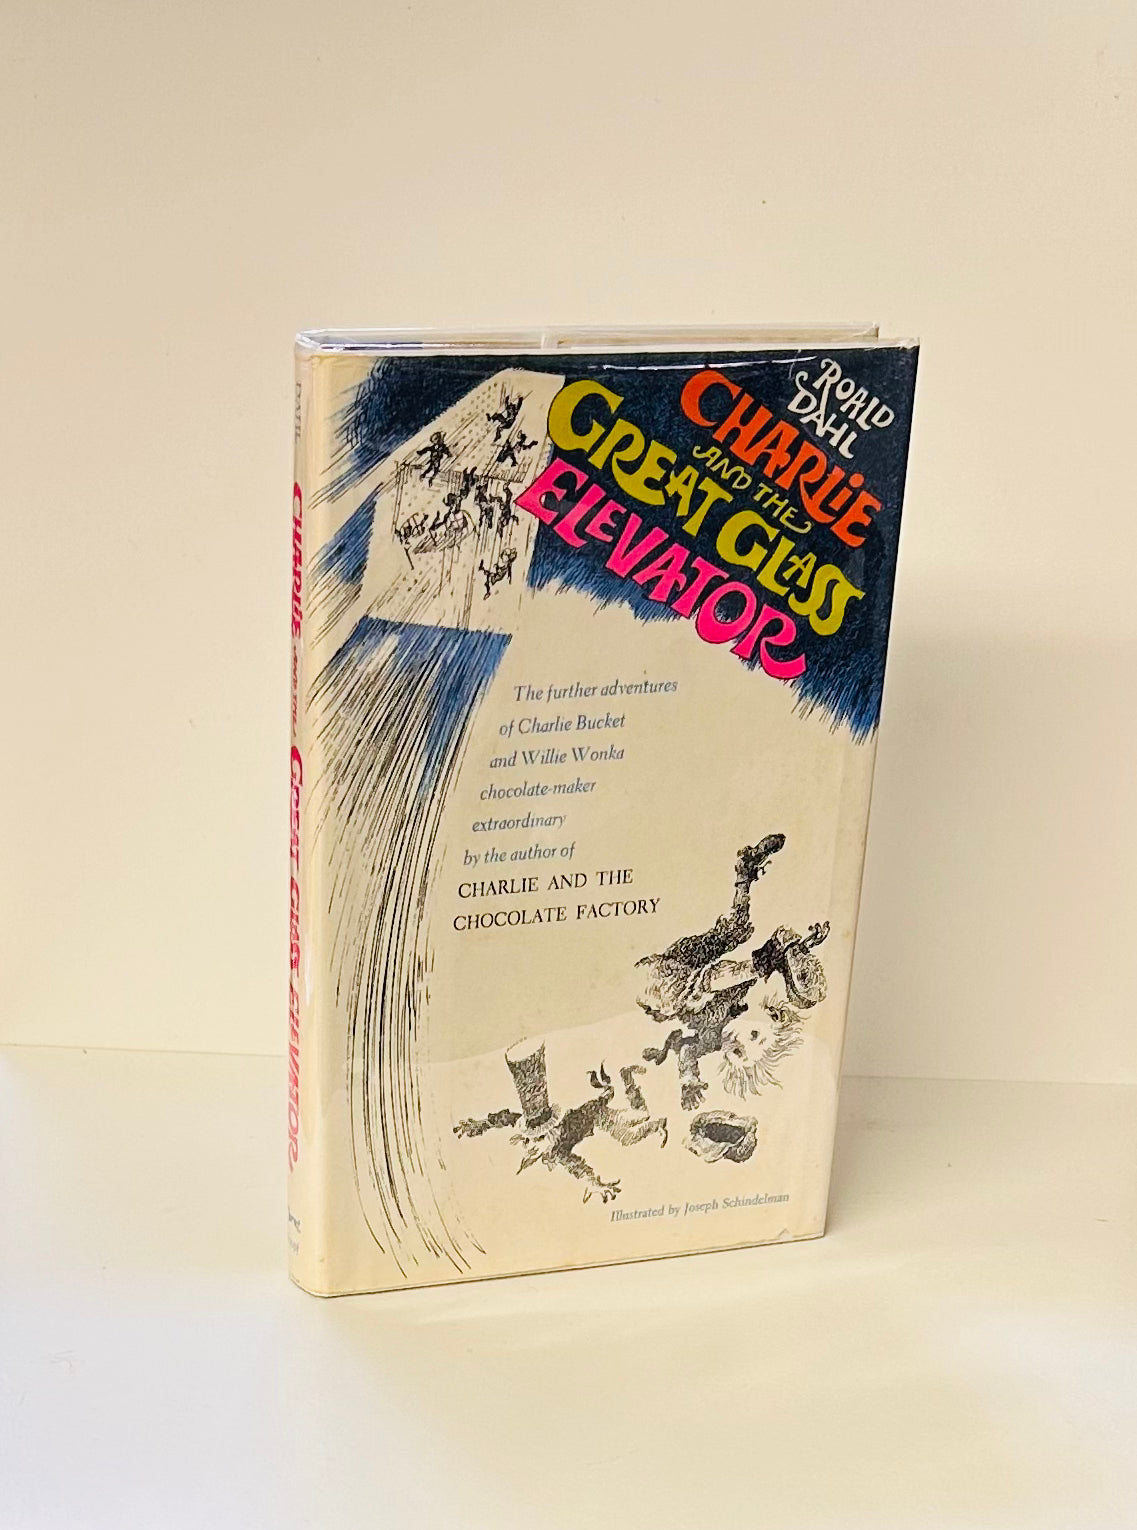 ROALD
DAHL
CHARLIE
AND THE
GREAT GLASS
ELEVATOR
The further adventures
of Charlie Bucket
and Willie Wonka
chocolate-maker
extraordinary
by the author of
CHARLIE AND THE
CHOCOLATE FACTORY
Illustrated by Joseph Schindelman
DAHL
CHARLIE AND THE GREAT GLASS ELEVATOR